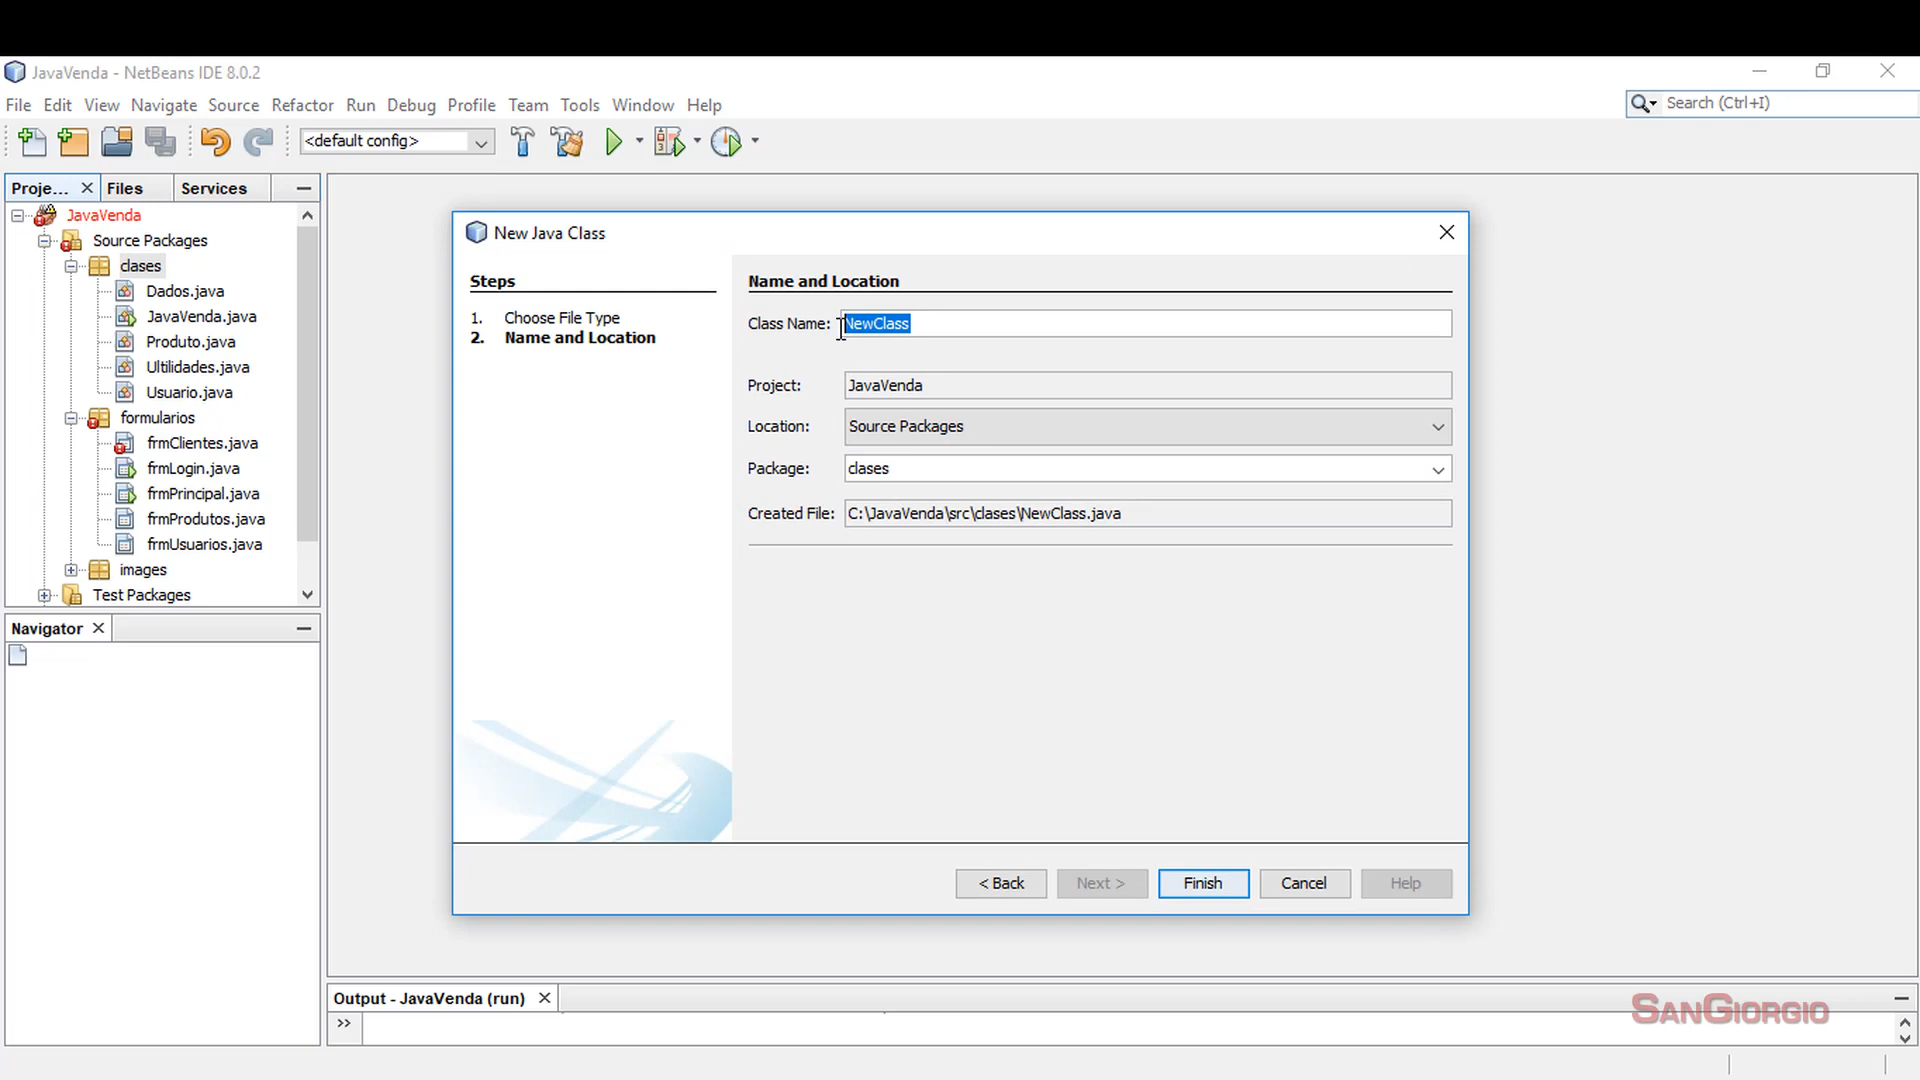 JavaVenda - NetBeans IDE 8.0.2
File Edit View Navigate Source Refactor Run Debug Profile Team Tools Window Help
Search (Ctrl+I)
<default config>
Proje... Files Services
JavaVenda
Source Packages
clases
Dados.java
JavaVenda.java
Produto.java
Ultilidades.java
Usuario.java
formularios
frmClientes.java
frmLogin.java
frmPrincipal.java
frmProdutos.java
frmUsuarios.java
images
Test Packages
Navigator
New Java Class
Steps
1. Choose File Type
2. Name and Location
Name and Location
Class Name: NewClass
Project: JavaVenda
Location: Source Packages
Package: clases
Created File: C:\JavaVenda\src\clases\NewClass.java
< Back Next > Finish Cancel Help
Output - JavaVenda (run)
>>
SanGiorgio